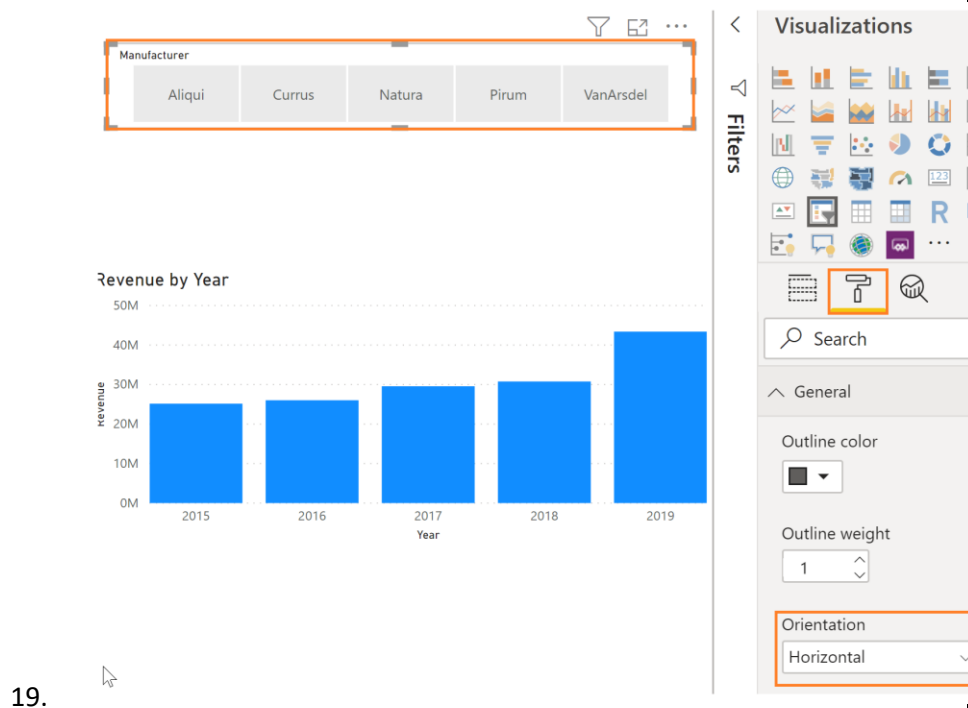 Manufacturer
Aliqui Currus Natura Pirum VanArsdel
Revenue by Year
50M
40M
30M
20M
10M
0M
Revenue
2015 2016 2017 2018 2019
Year
Filters
Visualizations
123
R
Search
General
Outline color
Outline weight
1
Orientation
Horizontal
19.